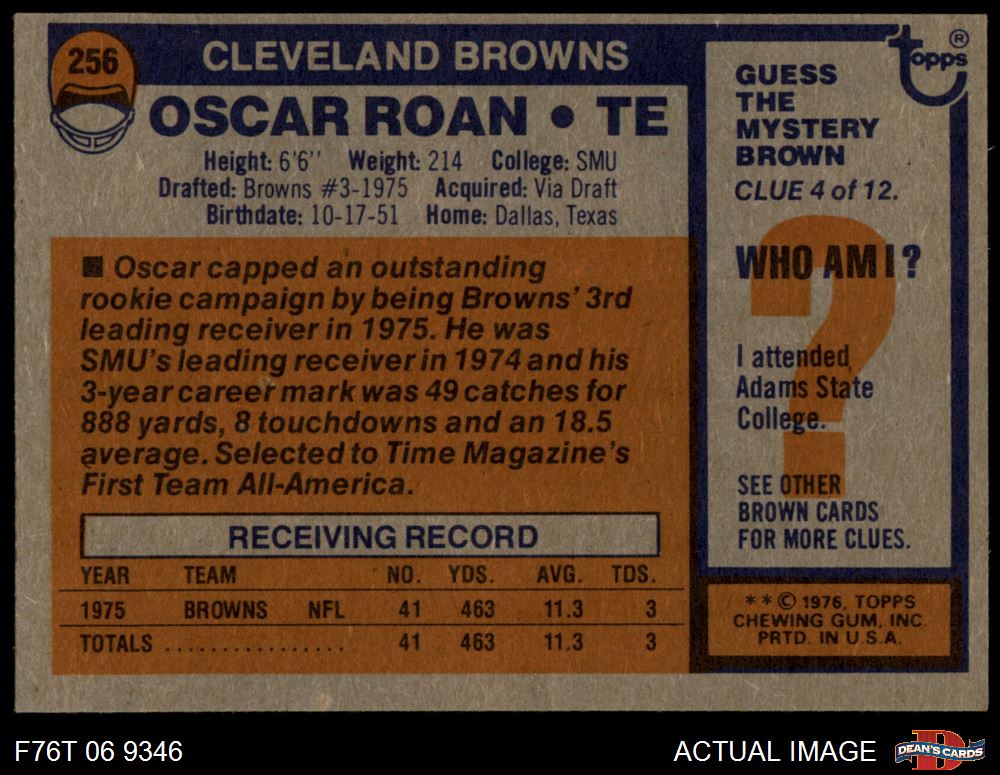 256
CLEVELAND BROWNS
OSCAR ROAN • TE
Height: 6'6'' Weight: 214 College: SMU
Drafted: Browns #3-1975 Acquired: Via Draft
Birthdate: 10-17-51 Home: Dallas, Texas
■ Oscar capped an outstanding
rookie campaign by being Browns' 3rd
leading receiver in 1975. He was
SMU's leading receiver in 1974 and his
3-year career mark was 49 catches for
888 yards, 8 touchdowns and an 18.5
average. Selected to Time Magazine's
First Team All-America.
RECEIVING RECORD
YEAR TEAM NO. YDS. AVG. TDS.
1975 BROWNS NFL 41 463 11.3 3
TOTALS ................ 41 463 11.3 3
topps ®
GUESS
THE
MYSTERY
BROWN
CLUE 4 of 12.
WHO AM I?
?
I attended
Adams State
College.
SEE OTHER
BROWN CARDS
FOR MORE CLUES.
**© 1976, TOPPS
CHEWING GUM, INC.
PRTD. IN U.S.A.
F76T 06 9346
ACTUAL IMAGE
D
DEAN'S CARDS